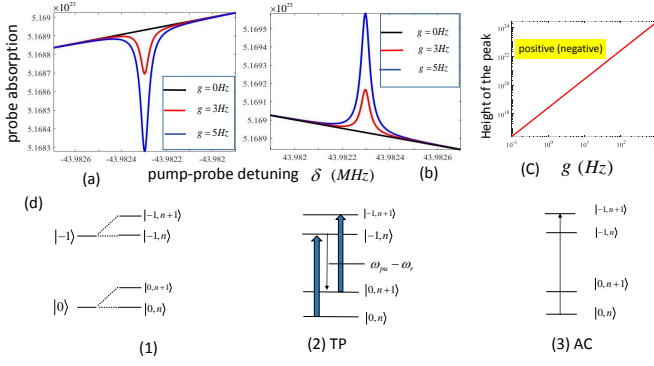 ×10²³
5.169
5.1689
5.1688
5.1687
5.1686
5.1685
5.1684
5.1683
probe absorption
g = 0Hz
g = 3Hz
g = 5Hz
-43.9826
-43.9824
-43.9822
-43.982
(a)
×10²³
5.1695
5.1694
5.1693
5.1692
5.1691
5.169
5.1689
g = 0Hz
g = 3Hz
g = 5Hz
-43.982
-43.9822
-43.9824
-43.9826
(b)
pump-probe detuning δ (MHz)
Height of the peak
10²⁴
10²²
10²⁰
10¹⁸
positive (negative)
10⁻¹
10⁰
10²
(C) g (Hz)
(d)
|−1⟩
|−1, n+1⟩
|−1, n⟩
|0⟩
|0, n+1⟩
|0, n⟩
(1)
|−1, n+1⟩
|−1, n⟩
ω_pu − ω_r
|0, n+1⟩
|0, n⟩
(2) TP
|−1, n+1⟩
|−1, n⟩
|0, n+1⟩
|0, n⟩
(3) AC